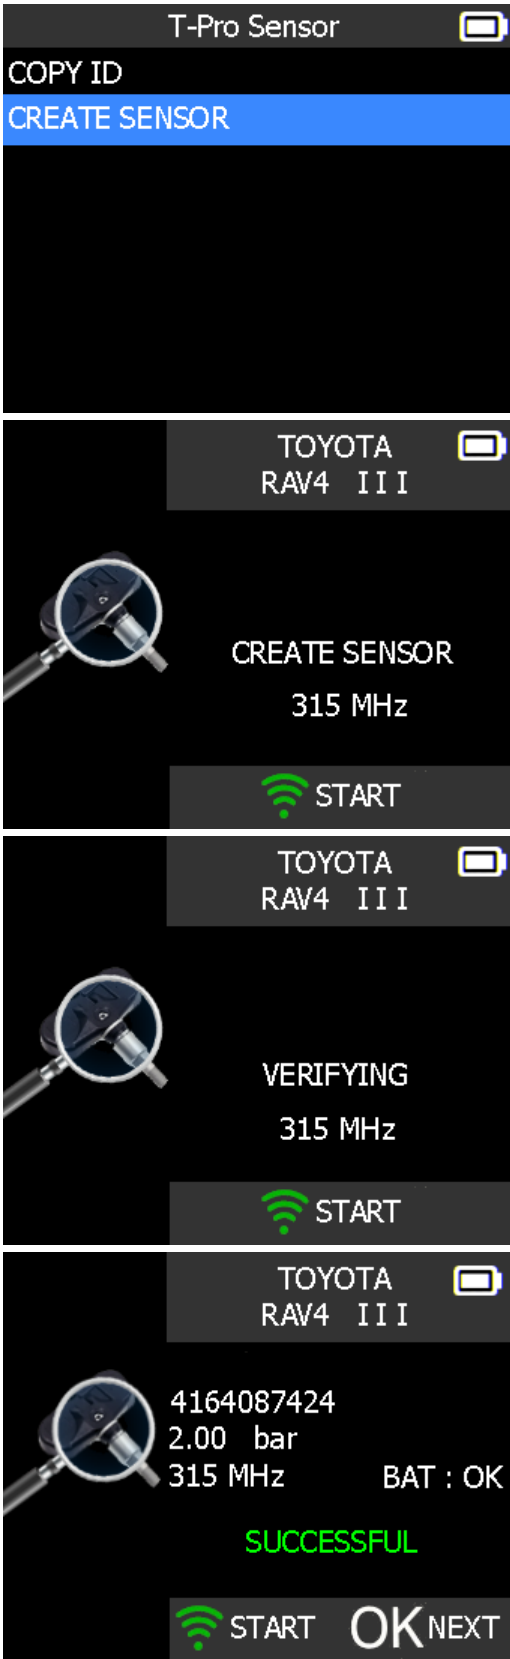 T-Pro Sensor
COPY ID
CREATE SENSOR
TOYOTA
RAV4 III
CREATE SENSOR
315 MHz
START
TOYOTA
RAV4 III
VERIFYING
315 MHz
START
TOYOTA
RAV4 III
4164087424
2.00 bar
315 MHz BAT : OK
SUCCESSFUL
START OK NEXT